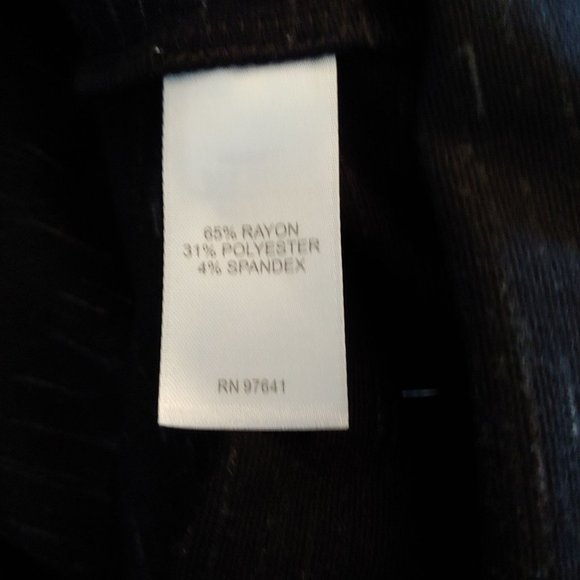 65% RAYON
31% POLYESTER
4% SPANDEX
RN 97641